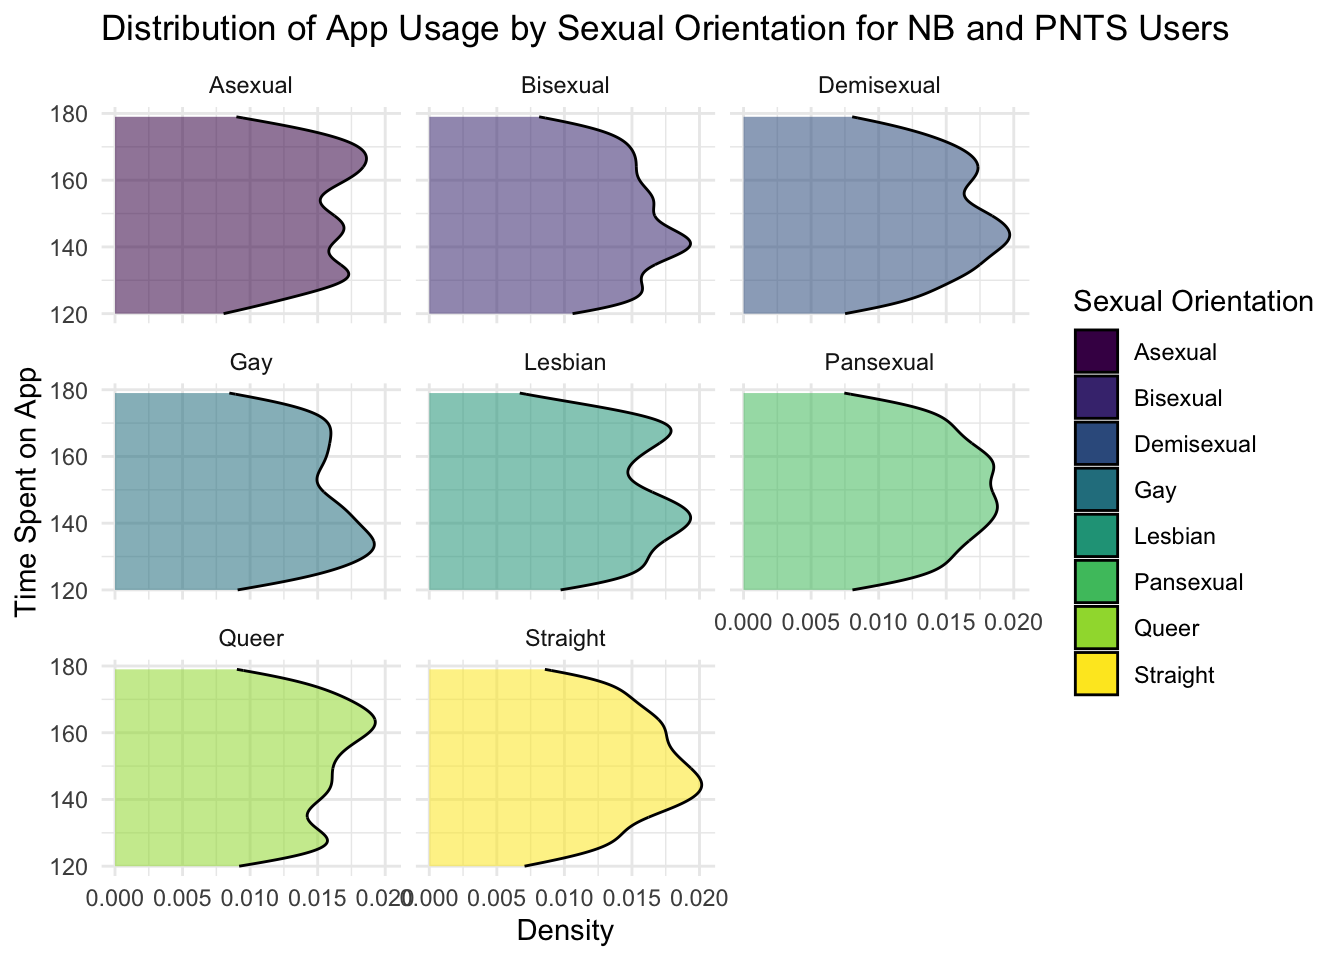 Distribution of App Usage by Sexual Orientation for NB and PNTS Users
Asexual
Bisexual
Demisexual
180
160
140
120
Gay
Lesbian
Pansexual
180
160
140
120
0.000 0.005 0.010 0.015 0.020
Queer
Straight
180
160
140
120
0.000 0.005 0.010 0.015 0.020
0.000 0.005 0.010 0.015 0.020
Density
Time Spent on App
Sexual Orientation
Asexual
Bisexual
Demisexual
Gay
Lesbian
Pansexual
Queer
Straight